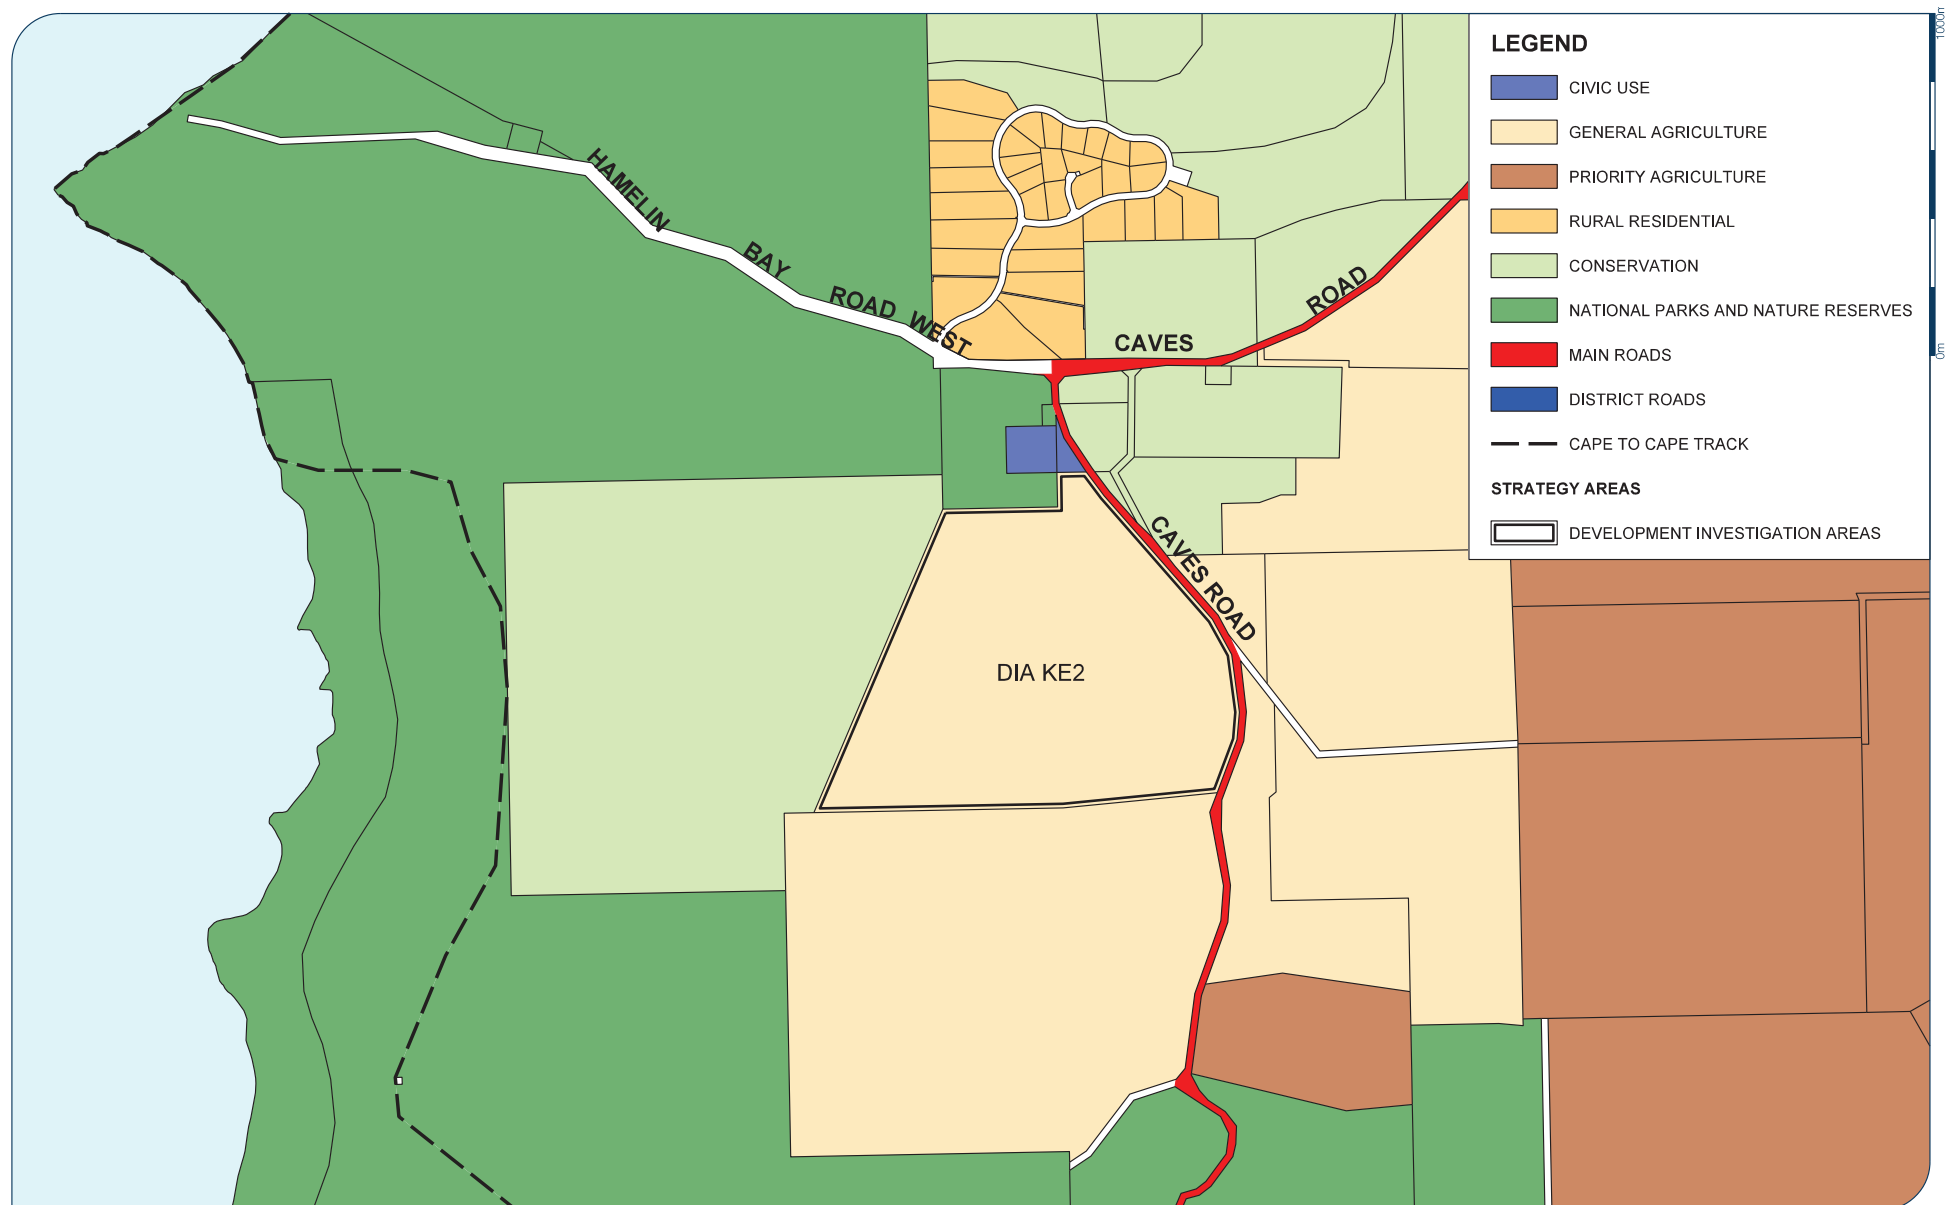 HAMELIN BAY ROAD WEST
CAVES ROAD
CAVES ROAD
DIA KE2
LEGEND
CIVIC USE
GENERAL AGRICULTURE
PRIORITY AGRICULTURE
RURAL RESIDENTIAL
CONSERVATION
NATIONAL PARKS AND NATURE RESERVES
MAIN ROADS
DISTRICT ROADS
CAPE TO CAPE TRACK
STRATEGY AREAS
DEVELOPMENT INVESTIGATION AREAS
1000m
0m